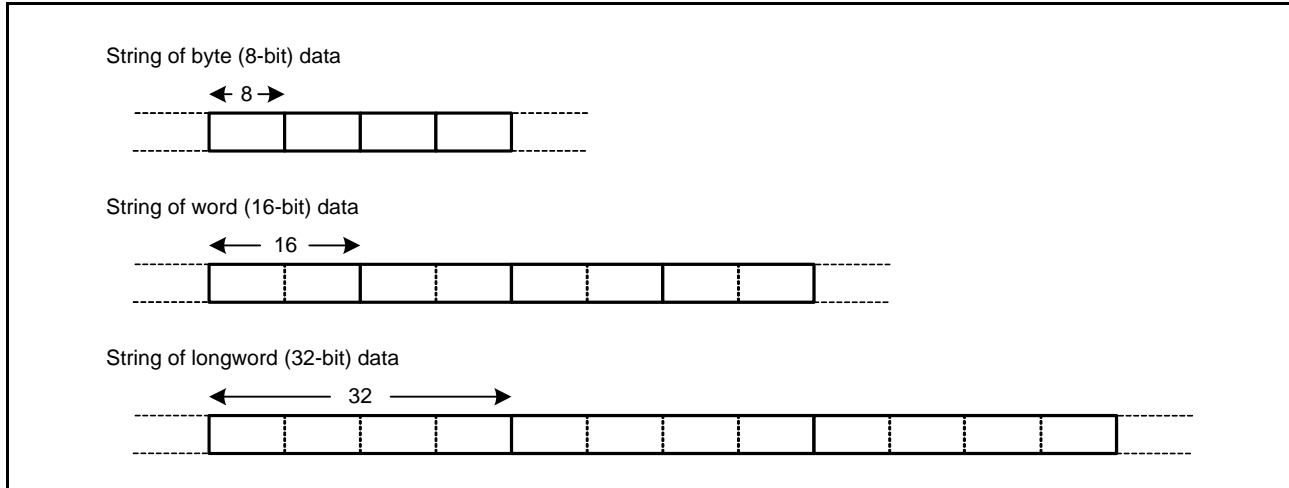 String of byte (8-bit) data
8
String of word (16-bit) data
16
String of longword (32-bit) data
32